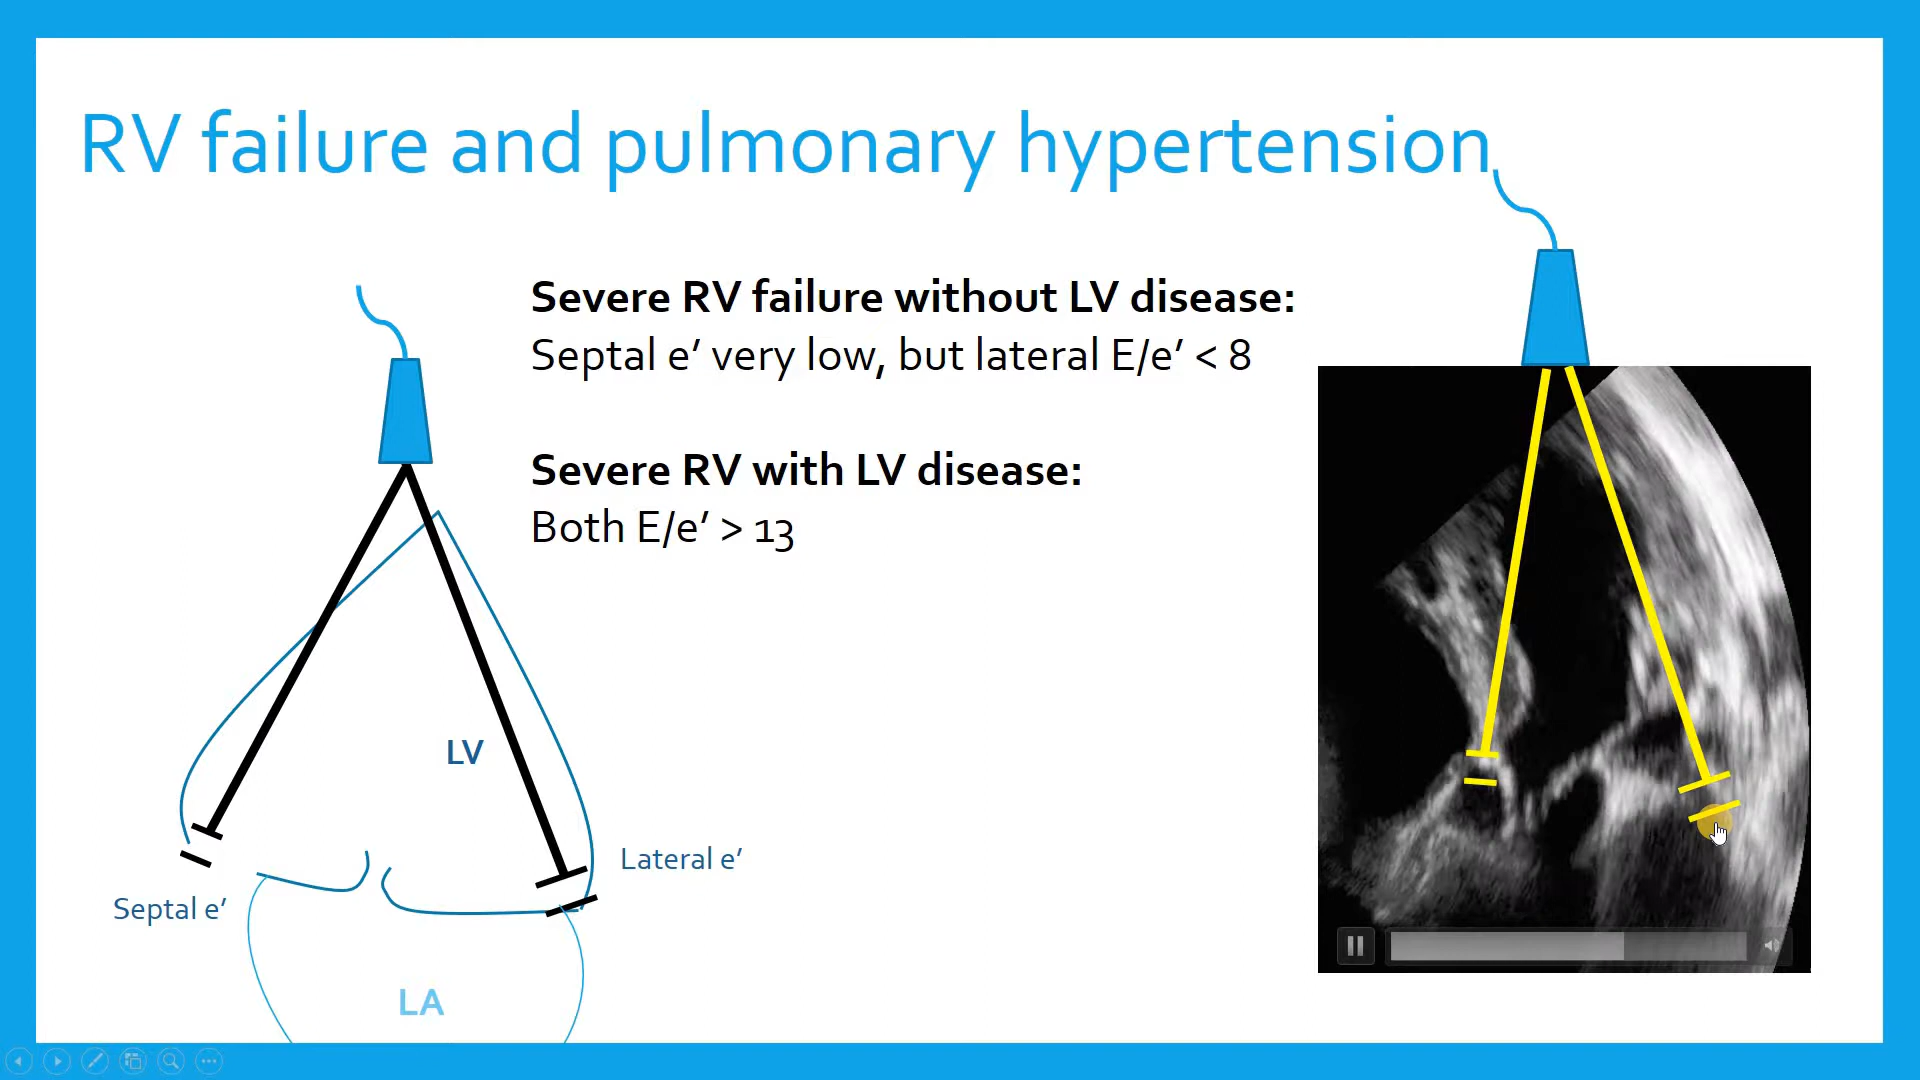 RV failure and pulmonary hypertension
Severe RV failure without LV disease:
Septal e’ very low, but lateral E/e’ < 8
Severe RV with LV disease:
Both E/e’ > 13
LV
Lateral e’
Septal e’
LA